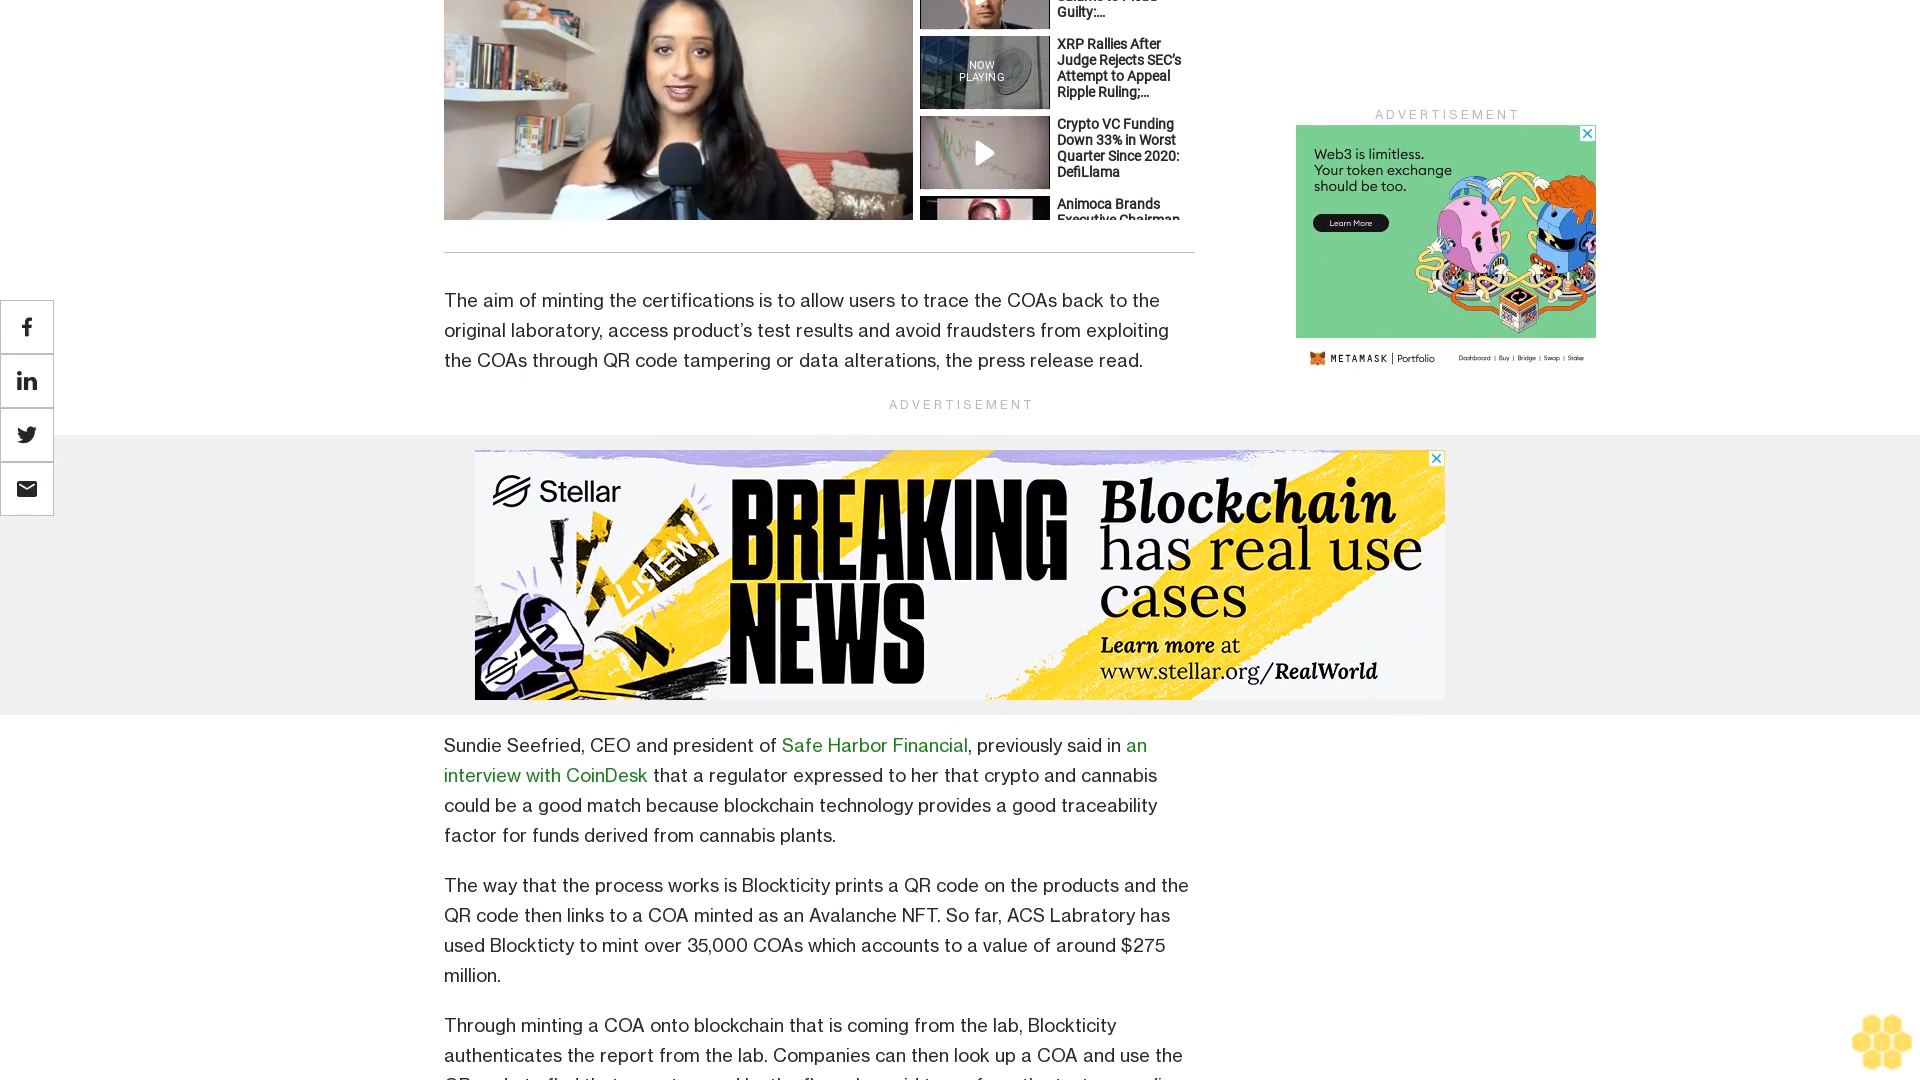 Guilty:...
NOW
PLAYING
XRP Rallies After
Judge Rejects SEC’s
Attempt to Appeal
Ripple Ruling;...
Crypto VC Funding
Down 33% in Worst
Quarter Since 2020:
DefiLlama
Animoca Brands
Executive Chairman
ADVERTISEMENT
Web3 is limitless.
Your token exchange
should be too.
Learn More
METAMASK | Portfolio
Dashboard | Buy | Bridge | Swap | Stake
The aim of minting the certifications is to allow users to trace the COAs back to the
original laboratory, access product’s test results and avoid fraudsters from exploiting
the COAs through QR code tampering or data alterations, the press release read.
ADVERTISEMENT
Stellar
LISTEN!
BREAKING
NEWS
Blockchain
has real use
cases
Learn more at
www.stellar.org/RealWorld
Sundie Seefried, CEO and president of Safe Harbor Financial, previously said in an
interview with CoinDesk that a regulator expressed to her that crypto and cannabis
could be a good match because blockchain technology provides a good traceability
factor for funds derived from cannabis plants.
The way that the process works is Blockticity prints a QR code on the products and the
QR code then links to a COA minted as an Avalanche NFT. So far, ACS Labratory has
used Blockticty to mint over 35,000 COAs which accounts to a value of around $275
million.
Through minting a COA onto blockchain that is coming from the lab, Blockticity
authenticates the report from the lab. Companies can then look up a COA and use the